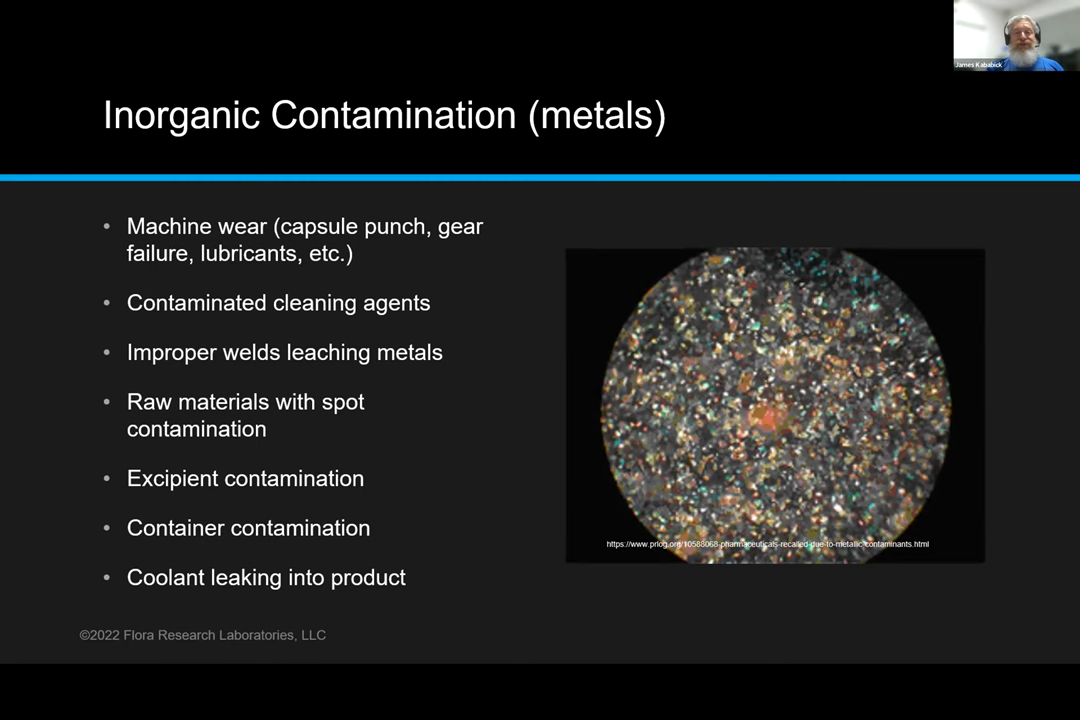 James Kababick
Inorganic Contamination (metals)
• Machine wear (capsule punch, gear
failure, lubricants, etc.)
• Contaminated cleaning agents
• Improper welds leaching metals
• Raw materials with spot
contamination
• Excipient contamination
• Container contamination
• Coolant leaking into product
https://www.prlog.org/10588068-pharmaceuticals-recalled-due-to-metallic-contaminants.html
©2022 Flora Research Laboratories, LLC